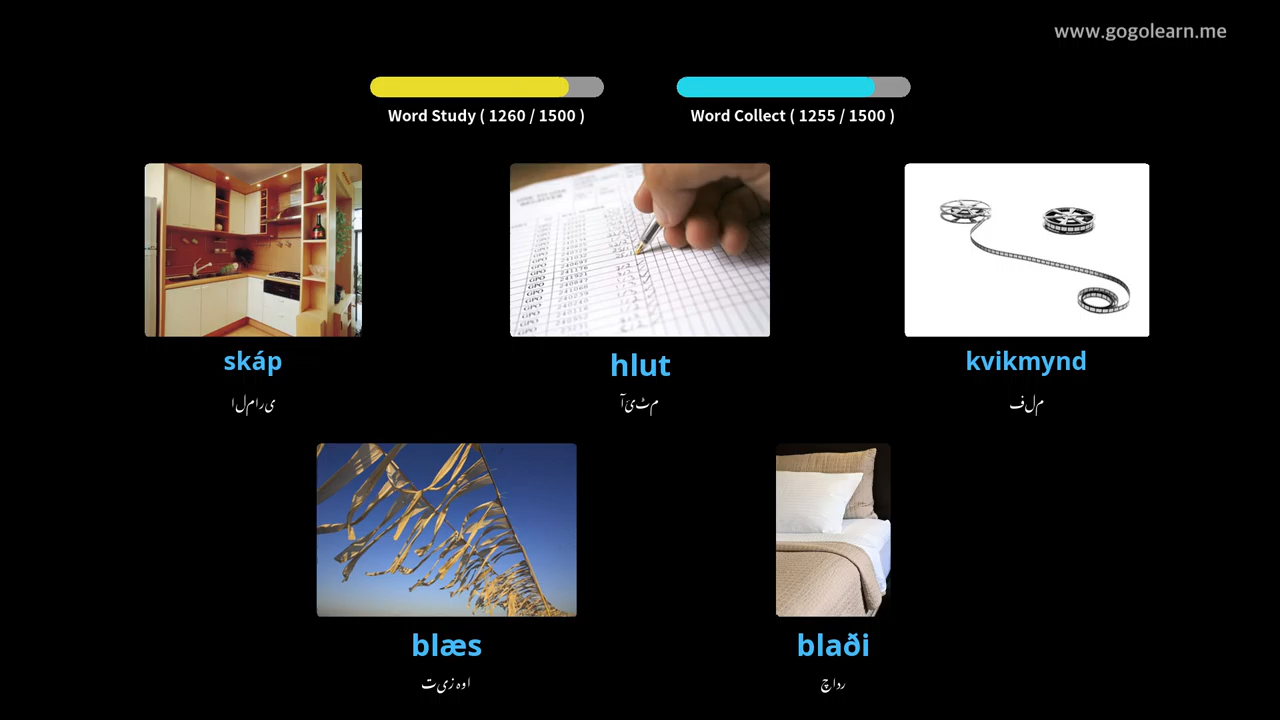 www.gogolearn.me
Word Study ( 1260 / 1500 )
Word Collect ( 1255 / 1500 )
skáp
hlut
kvikmynd
الماری
آئٹم
فلم
blæs
blaði
تیز ہوا
چادر